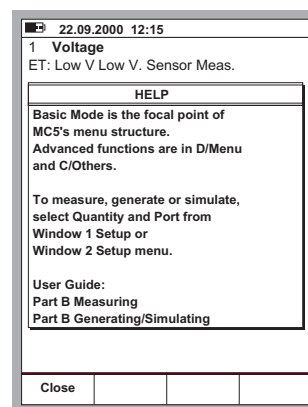 22.09.2000 12:15
1 Voltage
ET: Low V Low V. Sensor Meas.
HELP
Basic Mode is the focal point of
MC5's menu structure.
Advanced functions are in D/Menu
and C/Others.
To measure, generate or simulate,
select Quantity and Port from
Window 1 Setup or
Window 2 Setup menu.
User Guide:
Part B Measuring
Part B Generating/Simulating
Close